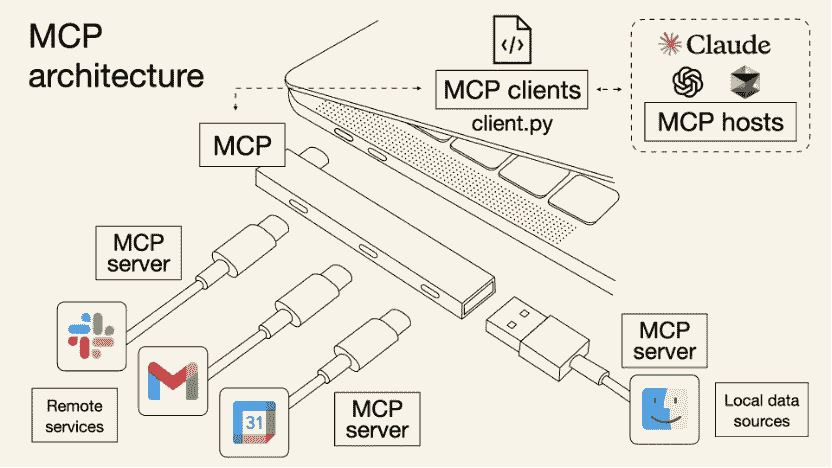 MCP
architecture
</>
MCP clients
client.py
Claude
MCP hosts
MCP
MCP
server
Remote
services
31
MCP
server
MCP
server
Local data
sources